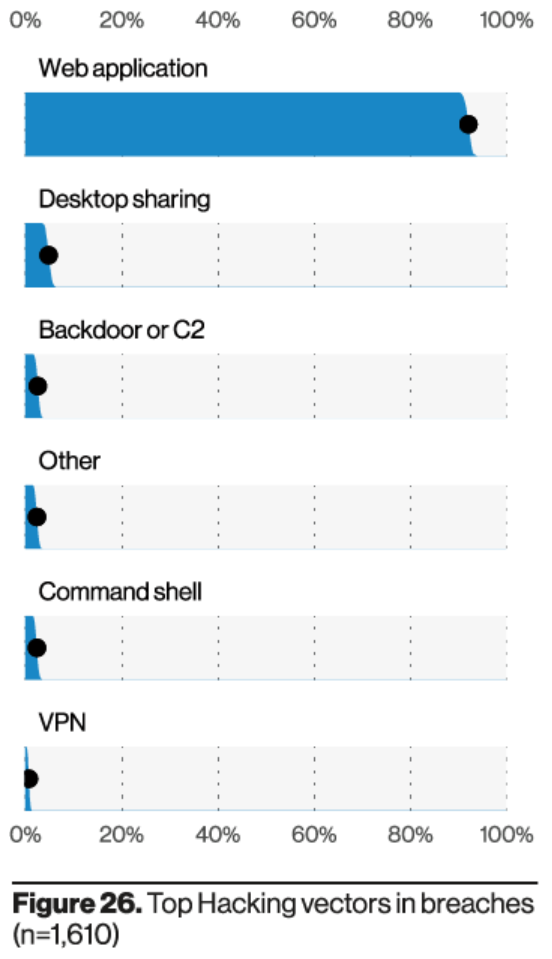 0% 20% 40% 60% 80% 100%
Web application
Desktop sharing
Backdoor or C2
Other
Command shell
VPN
0% 20% 40% 60% 80% 100%
Figure 26. Top Hacking vectors in breaches
(n=1,610)